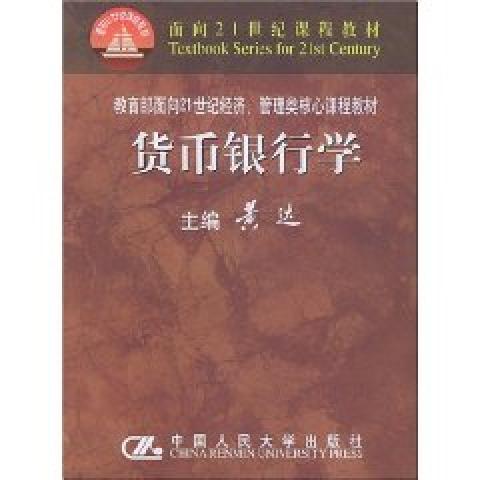 面向21世纪课程教材
Textbook Series for 21st Century
教育部面向21世纪经济、管理类核心课程教材
货币银行学
主编 黄达
中国人民大学出版社
CHINA RENMIN UNIVERSITY PRESS